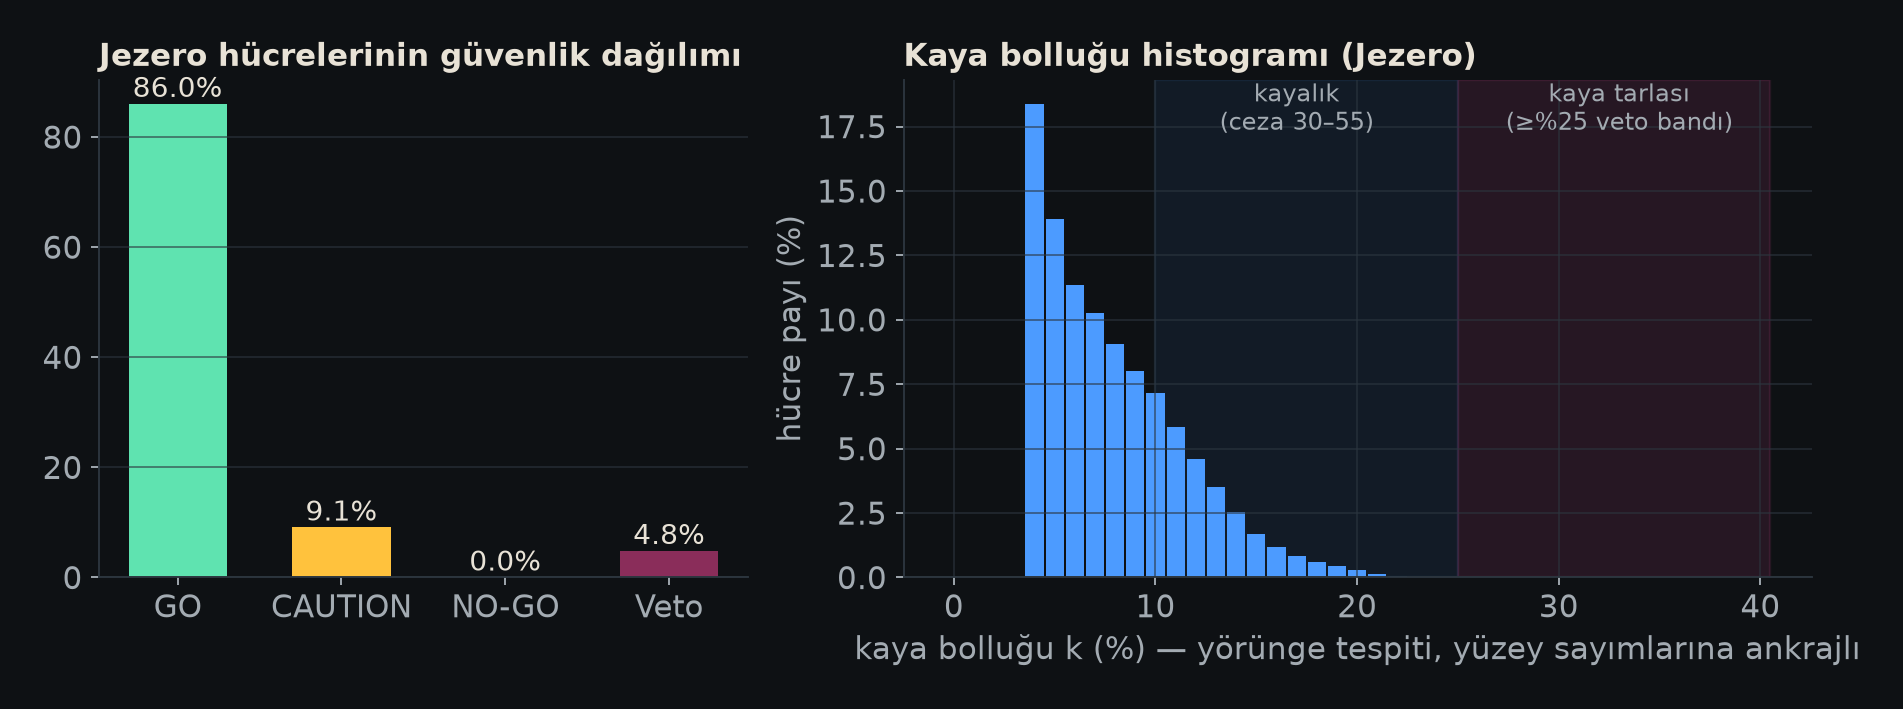 Jezero hücrelerinin güvenlik dağılımı
86.0%
80
60
40
20
0
9.1%
0.0%
4.8%
GO
CAUTION
NO-GO
Veto
Kaya bolluğu histogramı (Jezero)
kayalık
(ceza 30–55)
kaya tarlası
(≥%25 veto bandı)
hücre payı (%)
17.5
15.0
12.5
10.0
7.5
5.0
2.5
0.0
0
10
20
30
40
kaya bolluğu k (%) — yörünge tespiti, yüzey sayımlarına ankrajlı